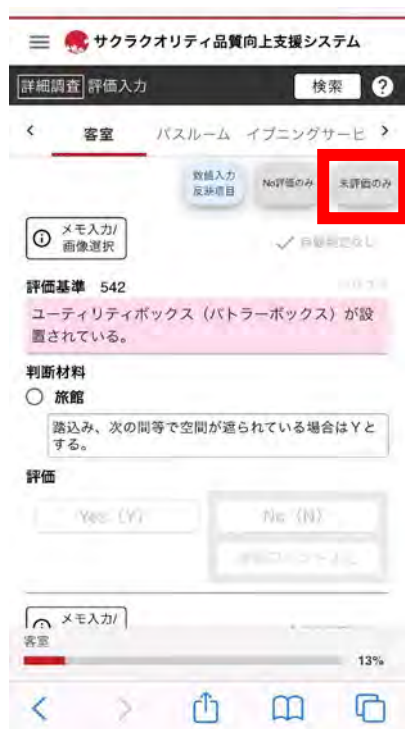 サクラクオリティ品質向上支援システム
詳細調査 評価入力 検索 ?
客室 バスルーム イブニングサービ
数値入力
反映項目
No評価のみ 未評価のみ
メモ入力/
画像選択
自動判定なし
評価基準 542
ユーティリティボックス（バトラーボックス）が設
置されている。
判断材料
旅館
踏込み、次の間等で空間が遮られている場合はYと
する。
評価
Yes (Y) No (N)
メモ入力/
客室
13%